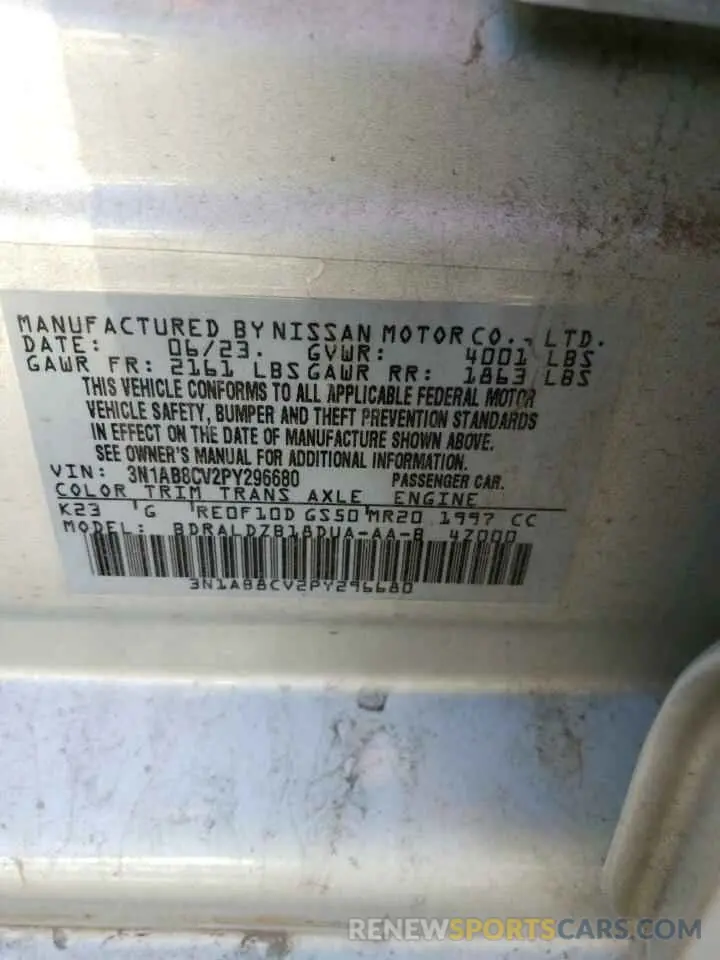 MANUFACTURED BY NISSAN MOTOR CO., LTD.
DATE: 06/23. GVWR: 4001 LBS
GAWR FR: 2161 LBS GAWR RR: 1863 LBS
THIS VEHICLE CONFORMS TO ALL APPLICABLE FEDERAL MOTOR
VEHICLE SAFETY, BUMPER AND THEFT PREVENTION STANDARDS
IN EFFECT ON THE DATE OF MANUFACTURE SHOWN ABOVE.
SEE OWNER'S MANUAL FOR ADDITIONAL INFORMATION.
VIN: 3N1AB8CV2PY296680 PASSENGER CAR.
COLOR TRIM TRANS AXLE ENGINE
K23 G RE0F10D GS50 MR20 1997 CC
MODEL: BDRALDZB18DUA-AA-B 4Z000
3N1AB8CV2PY296680
RENEWSPORTSCARS.COM